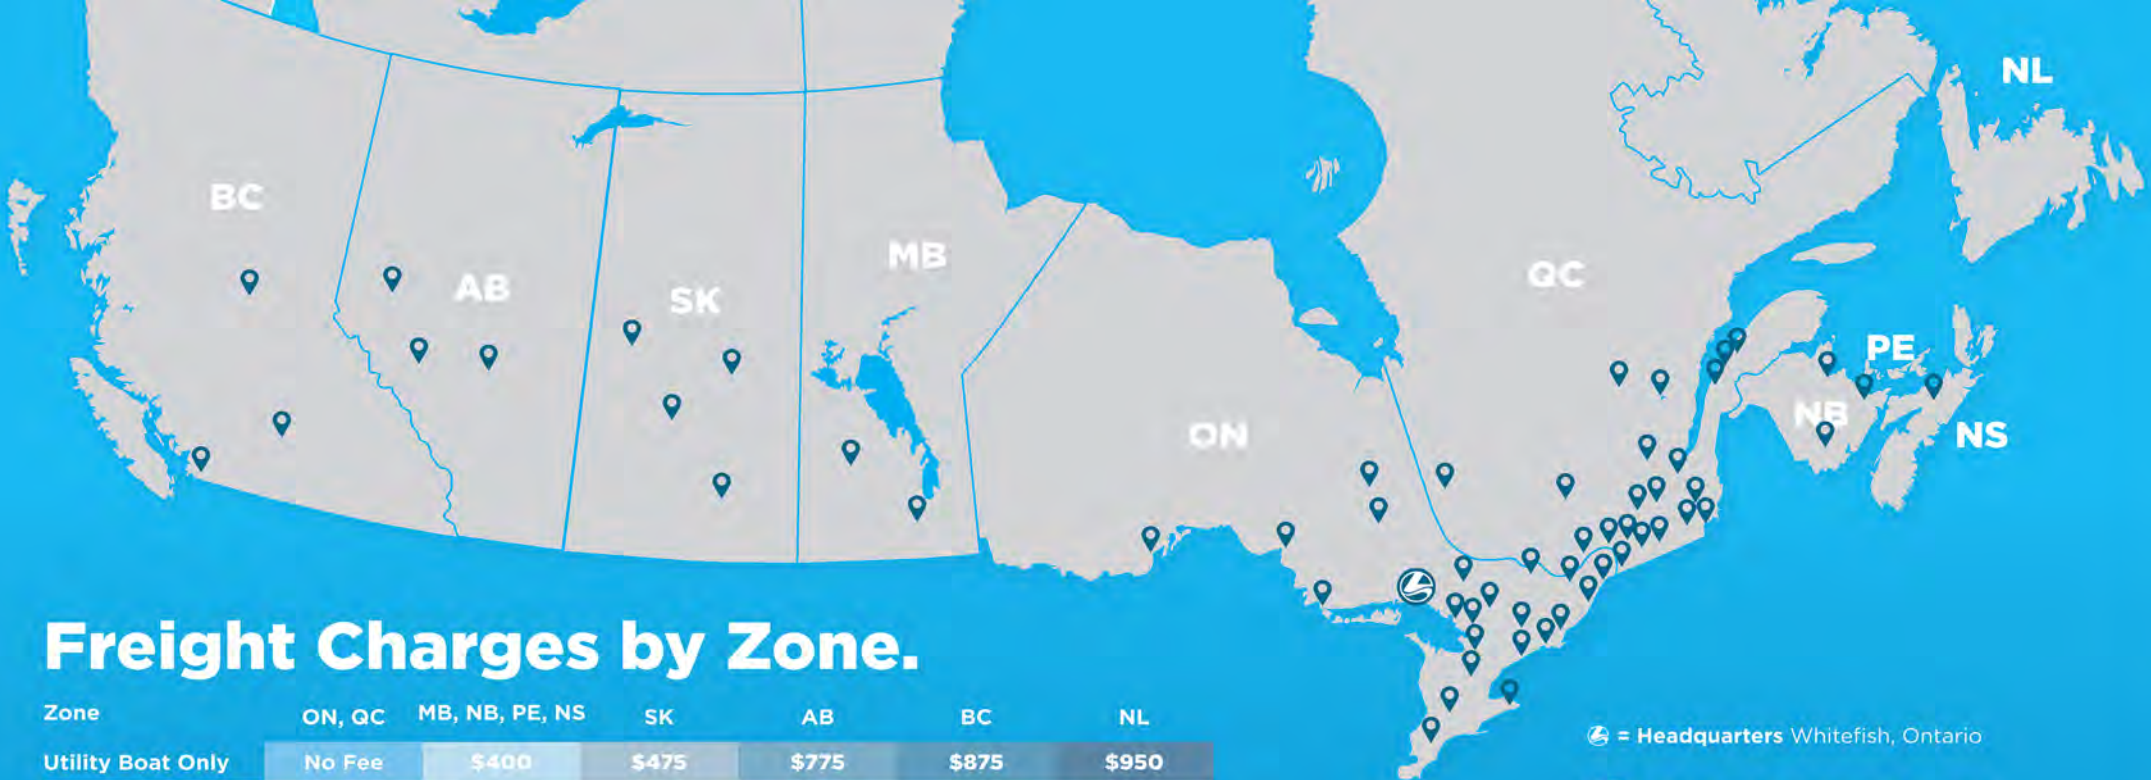 NL
BC
AB
SK
MB
QC
PE
ON
NB
NS
Freight Charges by Zone.
Zone ON, QC MB, NB, PE, NS SK AB BC NL
Utility Boat Only No Fee $400 $475 $775 $875 $950
= Headquarters Whitefish, Ontario